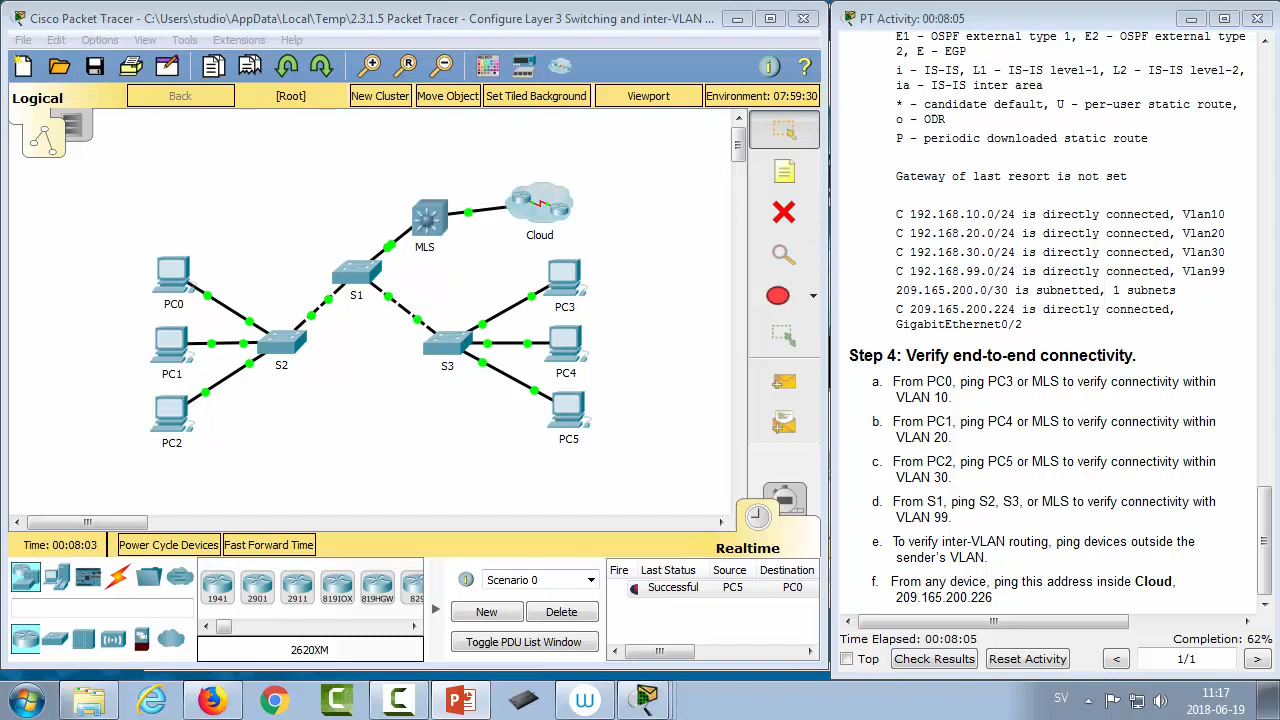 Cisco Packet Tracer - C:\Users\studio\AppData\Local\Temp\2.3.1.5 Packet Tracer - Configure Layer 3 Switching and inter-VLAN ...
File Edit Options View Tools Extensions Help
Logical
Back
[Root]
New Cluster
Move Object
Set Tiled Background
Viewport
Environment: 07:59:30
MLS
Cloud
PC0
S1
PC3
PC1
S2
S3
PC4
PC2
PC5
Time: 00:08:03
Power Cycle Devices
Fast Forward Time
Realtime
1941
2901
2911
819IOX
819HGW
829
2620XM
Scenario 0
New
Delete
Toggle PDU List Window
Fire Last Status Source Destination
Successful PC5 PC0
PT Activity: 00:08:05
E1 - OSPF external type 1, E2 - OSPF external type
2, E - EGP
i - IS-IS, L1 - IS-IS level-1, L2 - IS-IS level-2,
ia - IS-IS inter area
* - candidate default, U - per-user static route,
o - ODR
P - periodic downloaded static route
Gateway of last resort is not set
C 192.168.10.0/24 is directly connected, Vlan10
C 192.168.20.0/24 is directly connected, Vlan20
C 192.168.30.0/24 is directly connected, Vlan30
C 192.168.99.0/24 is directly connected, Vlan99
209.165.200.0/30 is subnetted, 1 subnets
C 209.165.200.224 is directly connected,
GigabitEthernet0/2
Step 4: Verify end-to-end connectivity.
a. From PC0, ping PC3 or MLS to verify connectivity within
VLAN 10.
b. From PC1, ping PC4 or MLS to verify connectivity within
VLAN 20.
c. From PC2, ping PC5 or MLS to verify connectivity within
VLAN 30.
d. From S1, ping S2, S3, or MLS to verify connectivity with
VLAN 99.
e. To verify inter-VLAN routing, ping devices outside the
sender's VLAN.
f. From any device, ping this address inside Cloud,
209.165.200.226
Time Elapsed: 00:08:05
Completion: 62%
Top
Check Results
Reset Activity
<
1/1
>
SV
11:17
2018-06-19